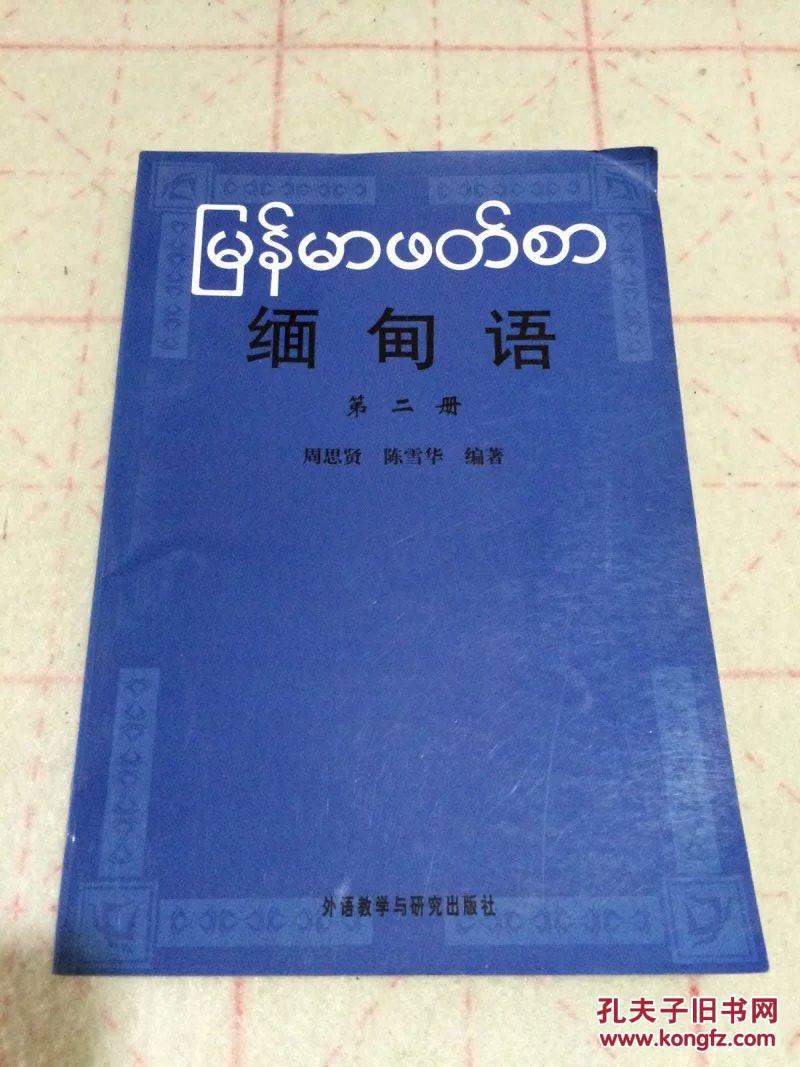 မြန်မာဖတ်စာ
缅甸语
第二册
周思贤 陈雪华 编著
外语教学与研究出版社
孔夫子旧书网
www.kongfz.com